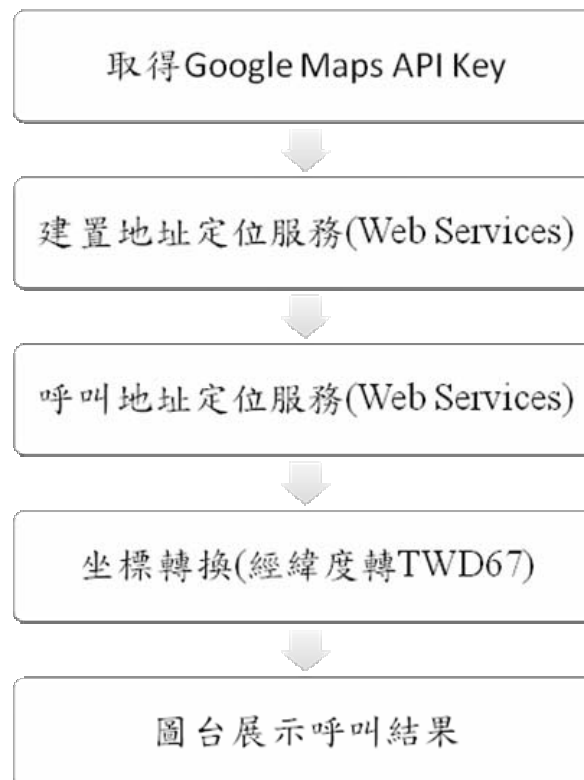 取得Google Maps API Key
建置地址定位服務(Web Services)
呼叫地址定位服務(Web Services)
坐標轉換(經緯度轉TWD67)
圖台展示呼叫結果